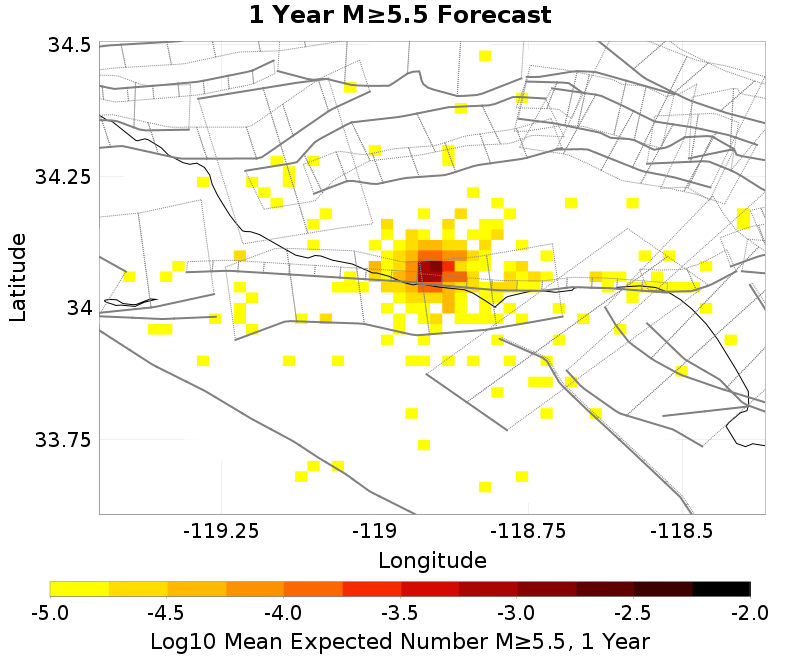 1 Year M≥5.5 Forecast
34.5
34.25
34
33.75
Latitude
-119.25 -119 -118.75 -118.5
Longitude
-5.0 -4.5 -4.0 -3.5 -3.0 -2.5 -2.0
Log10 Mean Expected Number M≥5.5, 1 Year